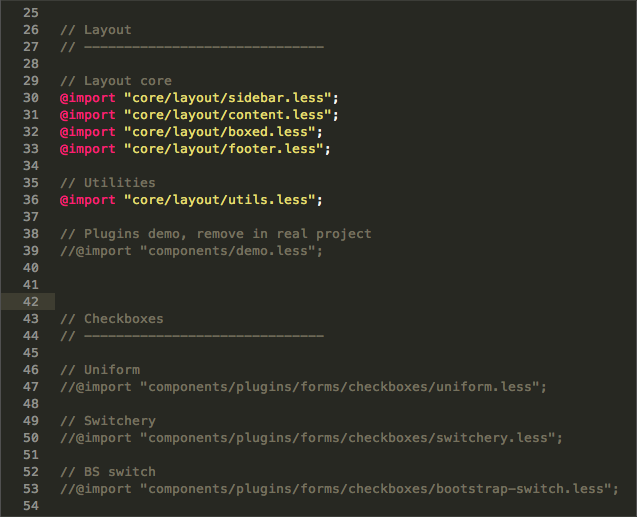 25
26 // Layout
27 // ------------------------------
28
29 // Layout core
30 @import "core/layout/sidebar.less";
31 @import "core/layout/content.less";
32 @import "core/layout/boxed.less";
33 @import "core/layout/footer.less";
34
35 // Utilities
36 @import "core/layout/utils.less";
37
38 // Plugins demo, remove in real project
39 //@import "components/demo.less";
40
41
42
43 // Checkboxes
44 // ------------------------------
45
46 // Uniform
47 //@import "components/plugins/forms/checkboxes/uniform.less";
48
49 // Switchery
50 //@import "components/plugins/forms/checkboxes/switchery.less";
51
52 // BS switch
53 //@import "components/plugins/forms/checkboxes/bootstrap-switch.less";
54